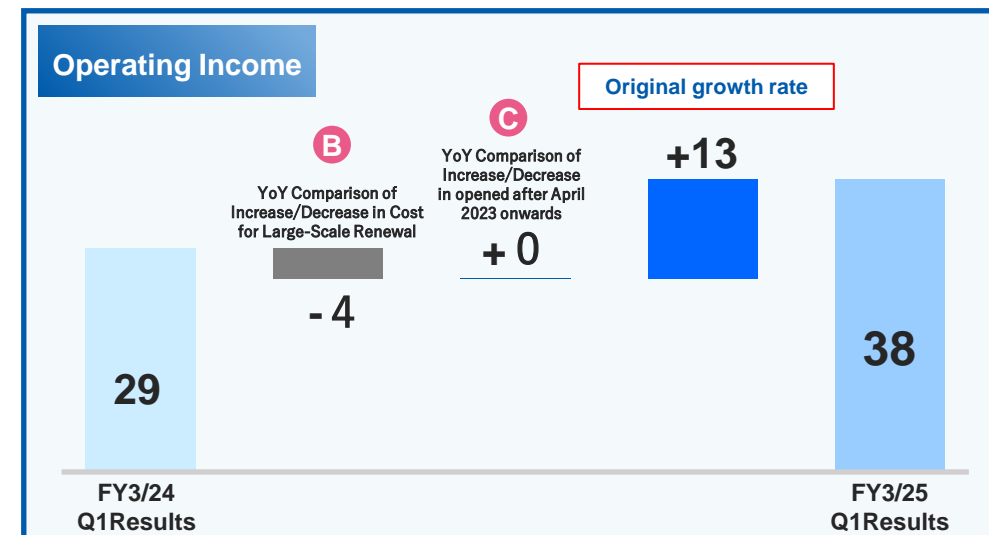 Operating Income
Original growth rate
B
YoY Comparison of
Increase/Decrease in Cost
for Large-Scale Renewal
- 4
C
YoY Comparison of
Increase/Decrease
in opened after April
2023 onwards
+ 0
+13
29
38
FY3/24
Q1Results
FY3/25
Q1Results